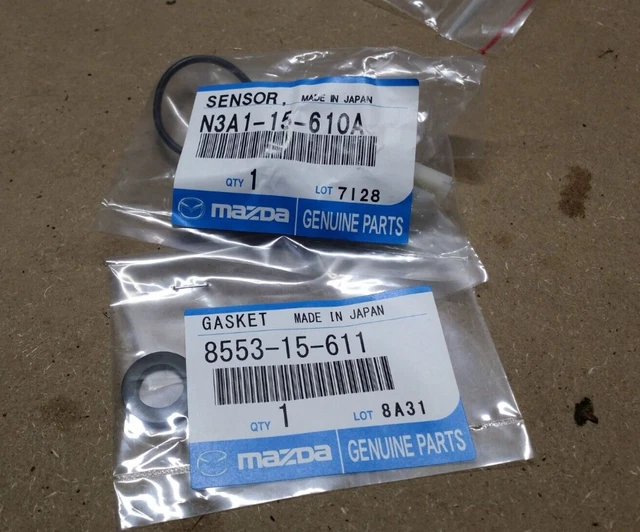 SENSOR, MADE IN JAPAN
N3A1-15-610A
QTY 1 LOT 7128
mazda GENUINE PARTS
GASKET MADE IN JAPAN
8553-15-611
QTY 1 LOT 8A31
mazda GENUINE PARTS